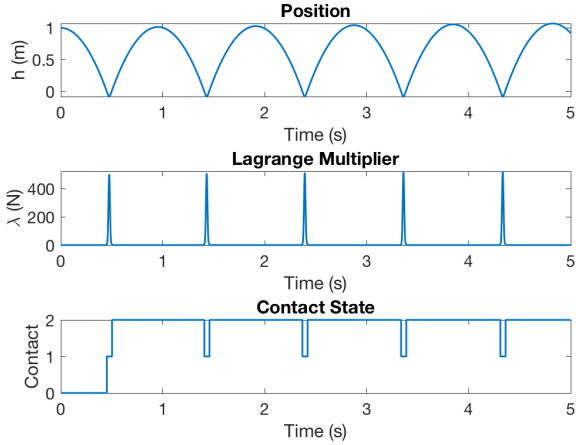 Position
h (m)
1
0.5
0
0 1 2 3 4 5
Time (s)
Lagrange Multiplier
λ (N)
400
200
0
0 1 2 3 4 5
Time (s)
Contact State
Contact
2
1
0
0 1 2 3 4 5
Time (s)